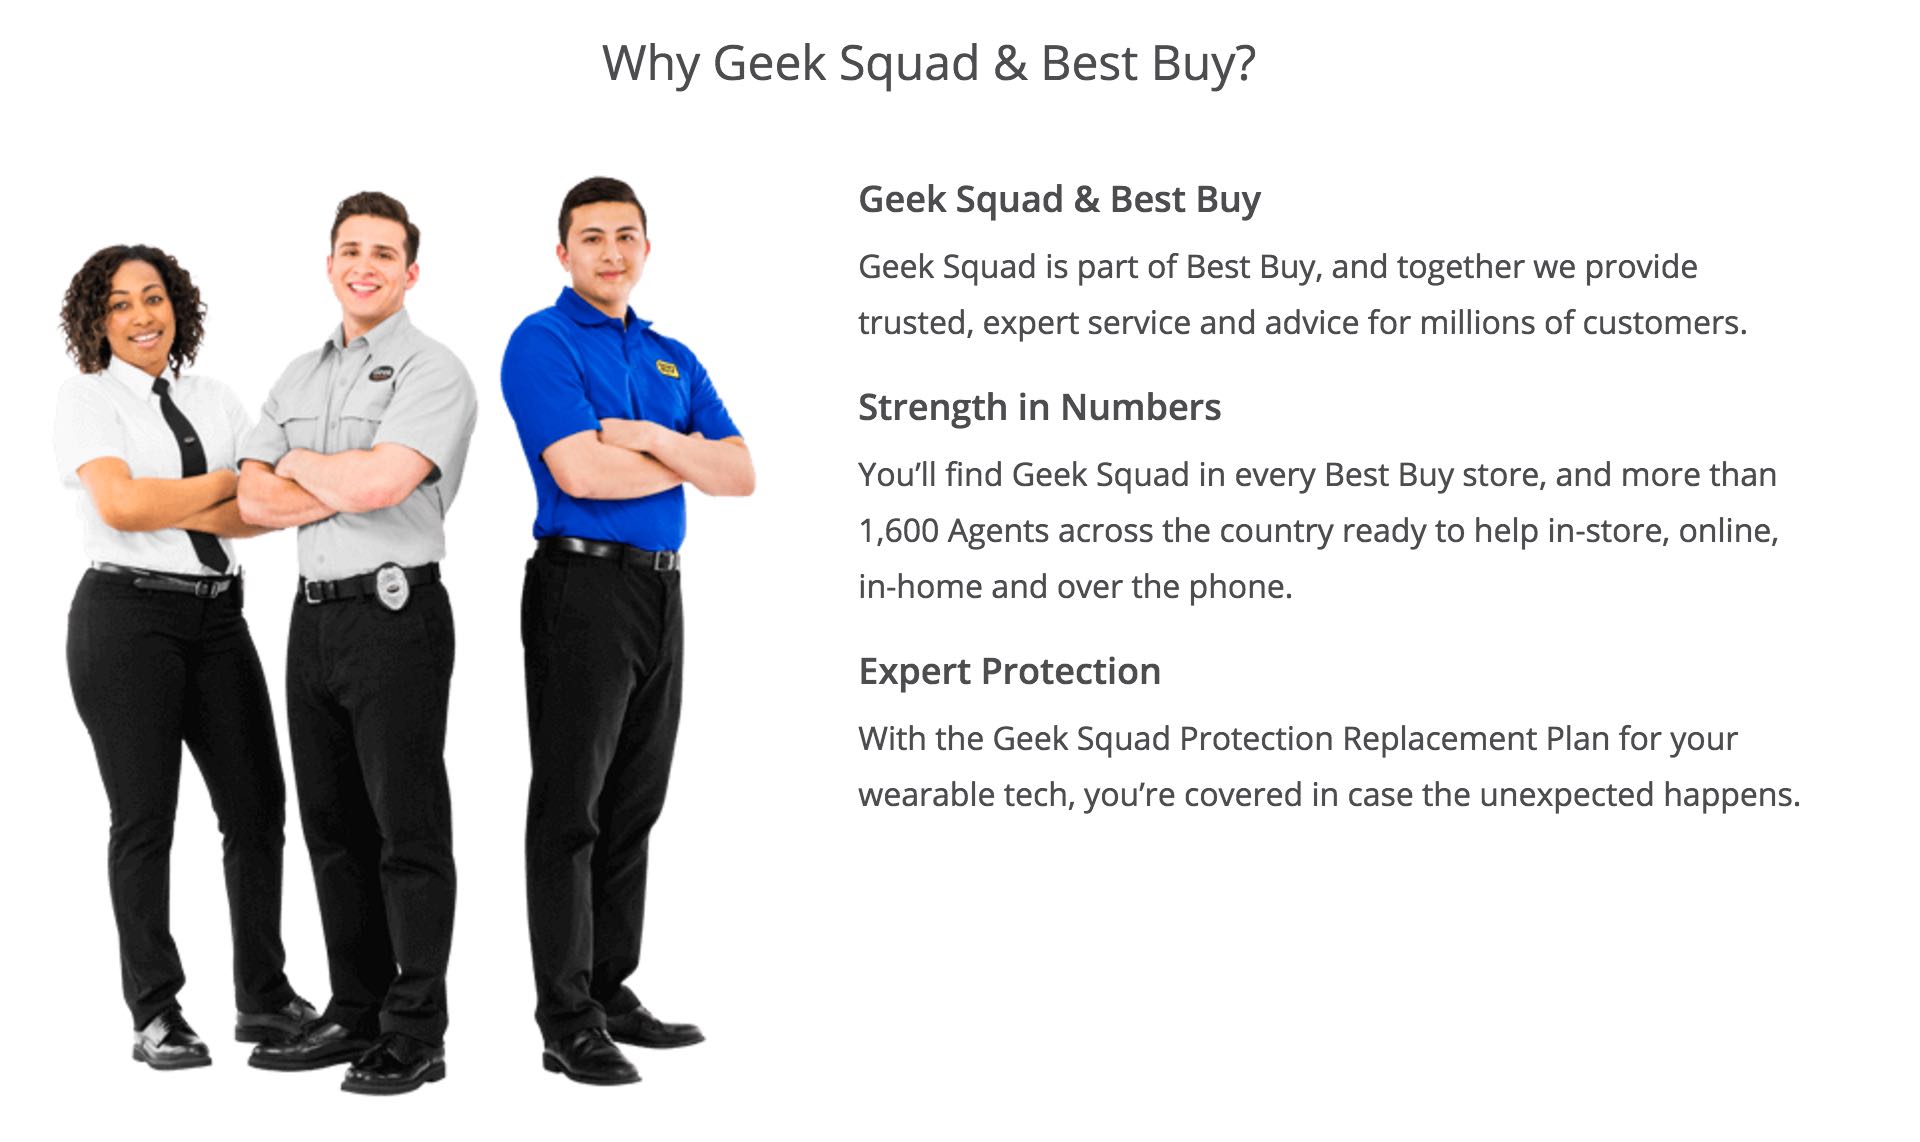 Why Geek Squad & Best Buy?
Geek Squad & Best Buy
Geek Squad is part of Best Buy, and together we provide
trusted, expert service and advice for millions of customers.
Strength in Numbers
You’ll find Geek Squad in every Best Buy store, and more than
1,600 Agents across the country ready to help in-store, online,
in-home and over the phone.
Expert Protection
With the Geek Squad Protection Replacement Plan for your
wearable tech, you’re covered in case the unexpected happens.